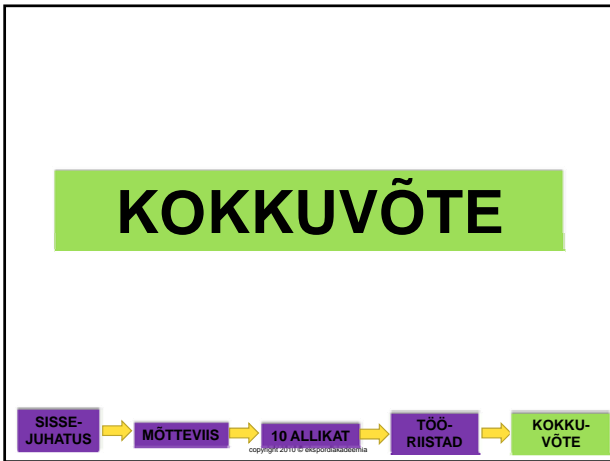 KOKKUVÕTE
SISSE-
JUHATUS
MÕTTEVIIS
10 ALLIKAT
TÖÖ-
RIISTAD
KOKKU-
VÕTE
copyright 2010 © ekspordiakadeemia